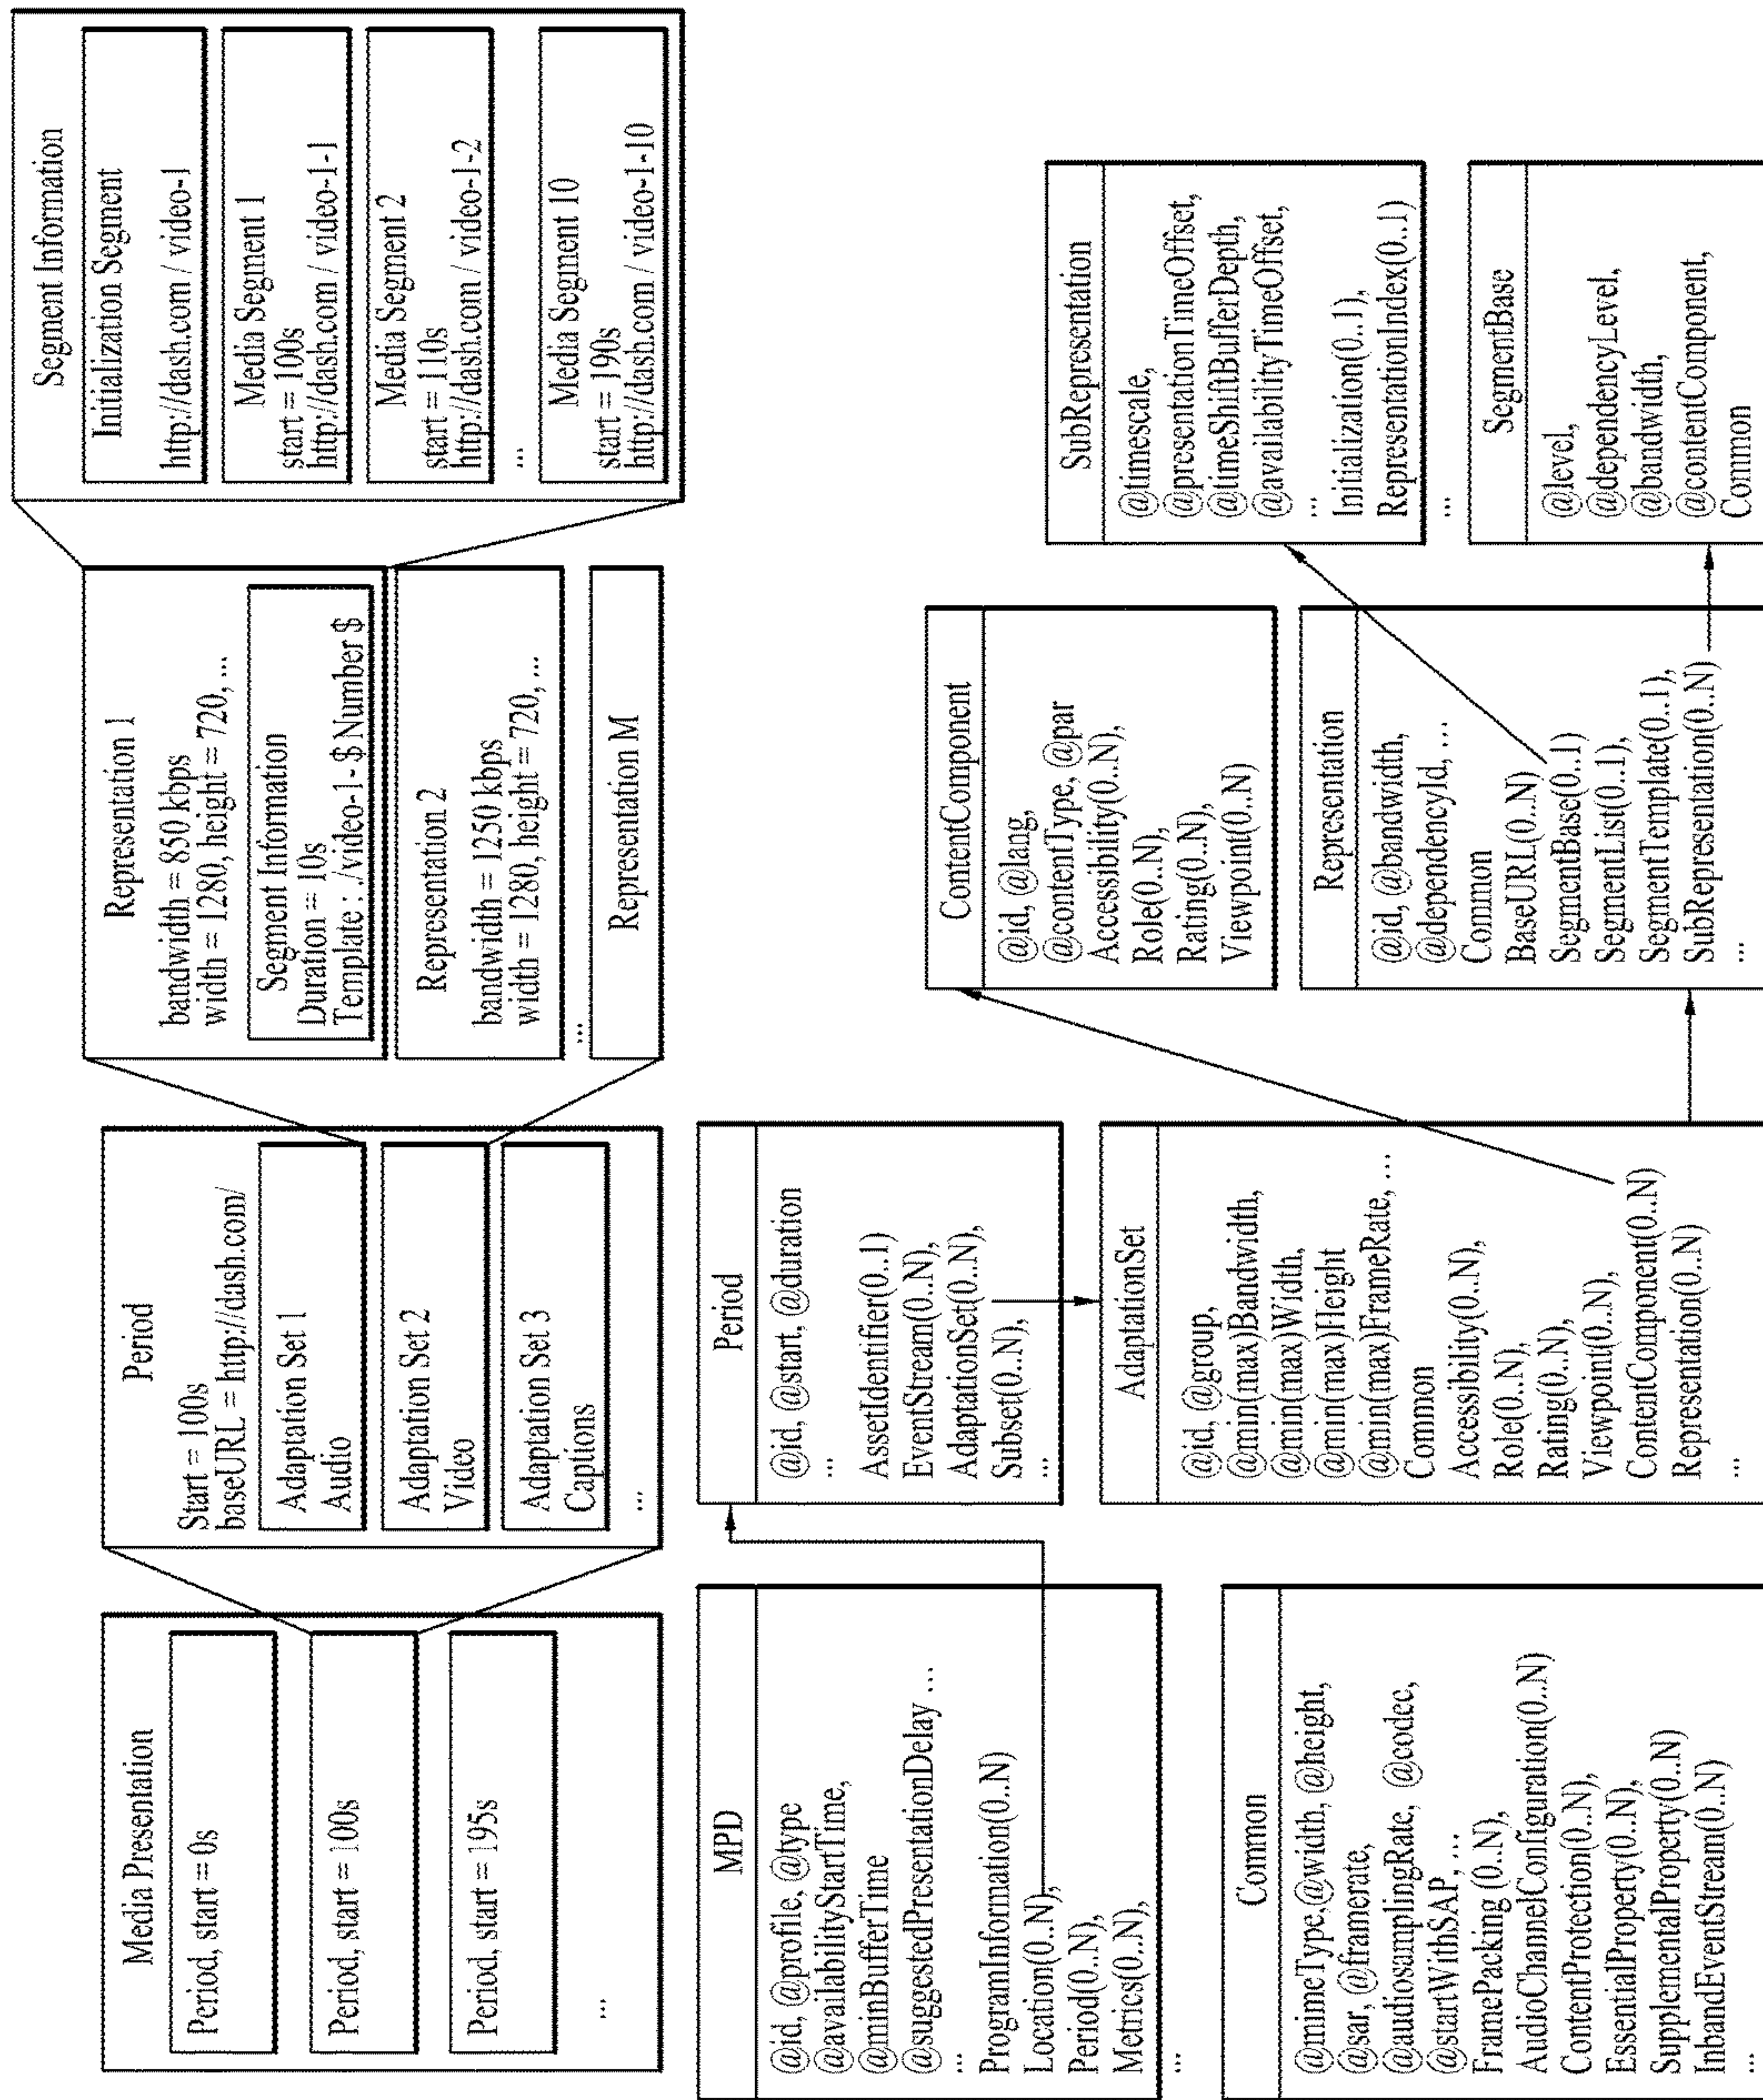 Media Presentation
Period, start = 0s
Period, start = 100s
Period, start = 195s
...
Period
Start = 100s
baseURL = http://dash.com/
Adaptation Set 1
Audio
Adaptation Set 2
Video
Adaptation Set 3
Captions
...
Representation 1
bandwidth = 850 kbps
width = 1280, height = 720, ...
Segment Information
Duration = 10s
Template : ./video-1 - $ Number $
Representation 2
bandwidth = 1250 kbps
width = 1280, height = 720, ...
...
Representation M
Segment Information
Initialization Segment
http://dash.com / video-1
Media Segment 1
start = 100s
http://dash.com / video-1-1
Media Segment 2
start = 110s
http://dash.com / video-1-2
...
Media Segment 10
start = 190s
http://dash.com / video-1-10
MPD
@id, @profile, @type
@availabilityStartTime,
@minBufferTime
@suggestedPresentationDelay ...
...
ProgramInformation(0..N)
Location(0..N),
Period(0..N),
Metrics(0..N),
...
Common
@mimeType,@width, @height,
@sar, @framerate,
@audiosamplingRate, @codec,
@startWithSAP, ...
FramePacking (0..N),
AudioChannelConfiguration(0..N)
ContentProtection(0..N),
EssentialProperty(0..N),
SupplementalProperty(0..N)
InbandEventStream(0..N)
...
Period
@id, @start, @duration
...
AssetIdentifier(0..1)
EventStream(0..N),
AdaptationSet(0..N),
Subset(0..N),
...
AdaptationSet
@id, @group,
@min(max)Bandwidth,
@min(max)Width,
@min(max)Height
@min(max)FrameRate, ...
Common
Accessibility(0..N),
Role(0..N),
Rating(0..N),
Viewpoint(0..N),
ContentComponent(0..N)
Representation(0..N)
...
ContentComponent
@id, @lang,
@contentType, @par
Accessibility(0..N),
Role(0..N),
Rating(0..N),
Viewpoint(0..N)
Representation
@id, @bandwidth,
@dependencyId, ...
Common
BaseURL(0..N)
SegmentBase(0..1)
SegmentList(0..1),
SegmentTemplate(0..1),
SubRepresentation(0..N)
...
SubRepresentation
@timescale,
@presentationTimeOffset,
@timeShiftBufferDepth,
@availabilityTimeOffset,
...
Initialization(0..1),
RepresentationIndex(0..1)
...
SegmentBase
@level,
@dependencyLevel,
@bandwidth,
@contentComponent,
Common